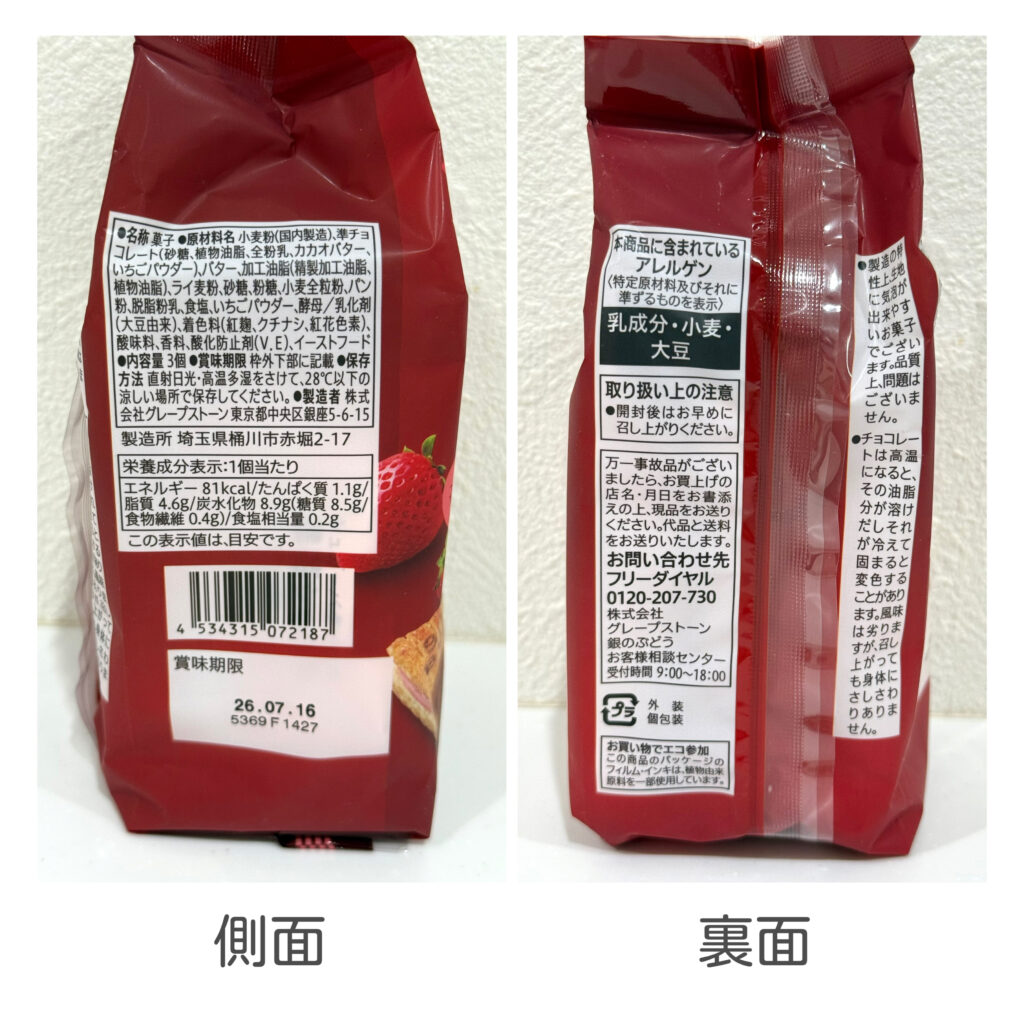 ●名称 菓子 ●原材料名 小麦粉(国内製造)、準チョ
コレート(砂糖、植物油脂、全粉乳、カカオバター、
いちごパウダー)、バター、加工油脂(精製加工油脂、
植物油脂)、ライ麦粉、砂糖、粉糖、小麦全粒粉、パン
粉、脱脂粉乳、食塩、いちごパウダー、酵母/乳化剤
(大豆由来)、着色料(紅麹、クチナシ、紅花色素)、
酸味料、香料、酸化防止剤(V.E)、イーストフード
●内容量 3個 ●賞味期限 枠外下部に記載 ●保存
方法 直射日光・高温多湿をさけて、28℃以下の
涼しい場所で保存してください。●製造者 株式
会社グレープストーン 東京都中央区銀座5-6-15
製造所 埼玉県桶川市赤堀2-17
栄養成分表示:1個当たり
エネルギー 81kcal/たんぱく質 1.1g/
脂質 4.6g/炭水化物 8.9g(糖質 8.5g/
食物繊維 0.4g)/食塩相当量 0.2g
この表示値は、目安です。
4 534315 072187
賞味期限
26.07.16
5369 F 1427
側面
本商品に含まれている
アレルゲン
(特定原材料及びそれに
準ずるものを表示)
乳成分・小麦・
大豆
取り扱い上の注意
●開封後はお早めに
召し上がりください。
万一事故品がござい
ましたら、お買上げの
店名・月日をお書添
えの上、現品をお送り
ください。代品と送料
をお送りいたします。
お問い合わせ先
フリーダイヤル
0120-207-730
株式会社
グレープストーン
銀のぶどう
お客様相談センター
受付時間 9:00〜18:00
プラ
外 装
個包装
お買い物でエコ参加
この商品のパッケージの
フィルム・インキは、植物由来
原料を一部使用しています。
●製造の特
性上、生地
に気泡が
出来やす
いお菓子
でござい
ます。品質
上、問題は
ございま
せん。
●チョコレー
トは高温
になると、
その油脂
分が溶け
だしそれ
が冷えて
固まると
変色する
ことがあり
ます。風味
は劣りま
すが、召し
上がって
も身体に
さしさわ
りありま
せん。
裏面